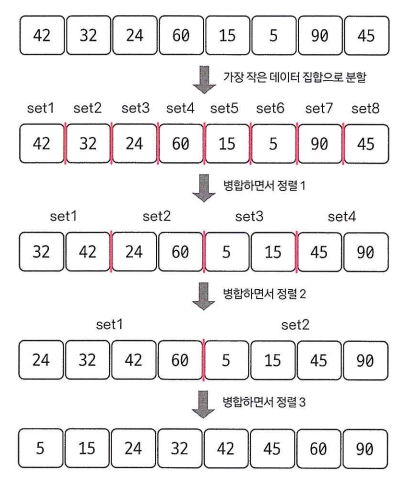 42 32 24 60 15 5 90 45
가장 작은 데이터 집합으로 분할
set1 set2 set3 set4 set5 set6 set7 set8
42 32 24 60 15 5 90 45
병합하면서 정렬 1
set1 set2 set3 set4
32 42 24 60 5 15 45 90
병합하면서 정렬 2
set1 set2
24 32 42 60 5 15 45 90
병합하면서 정렬 3
5 15 24 32 42 45 60 90